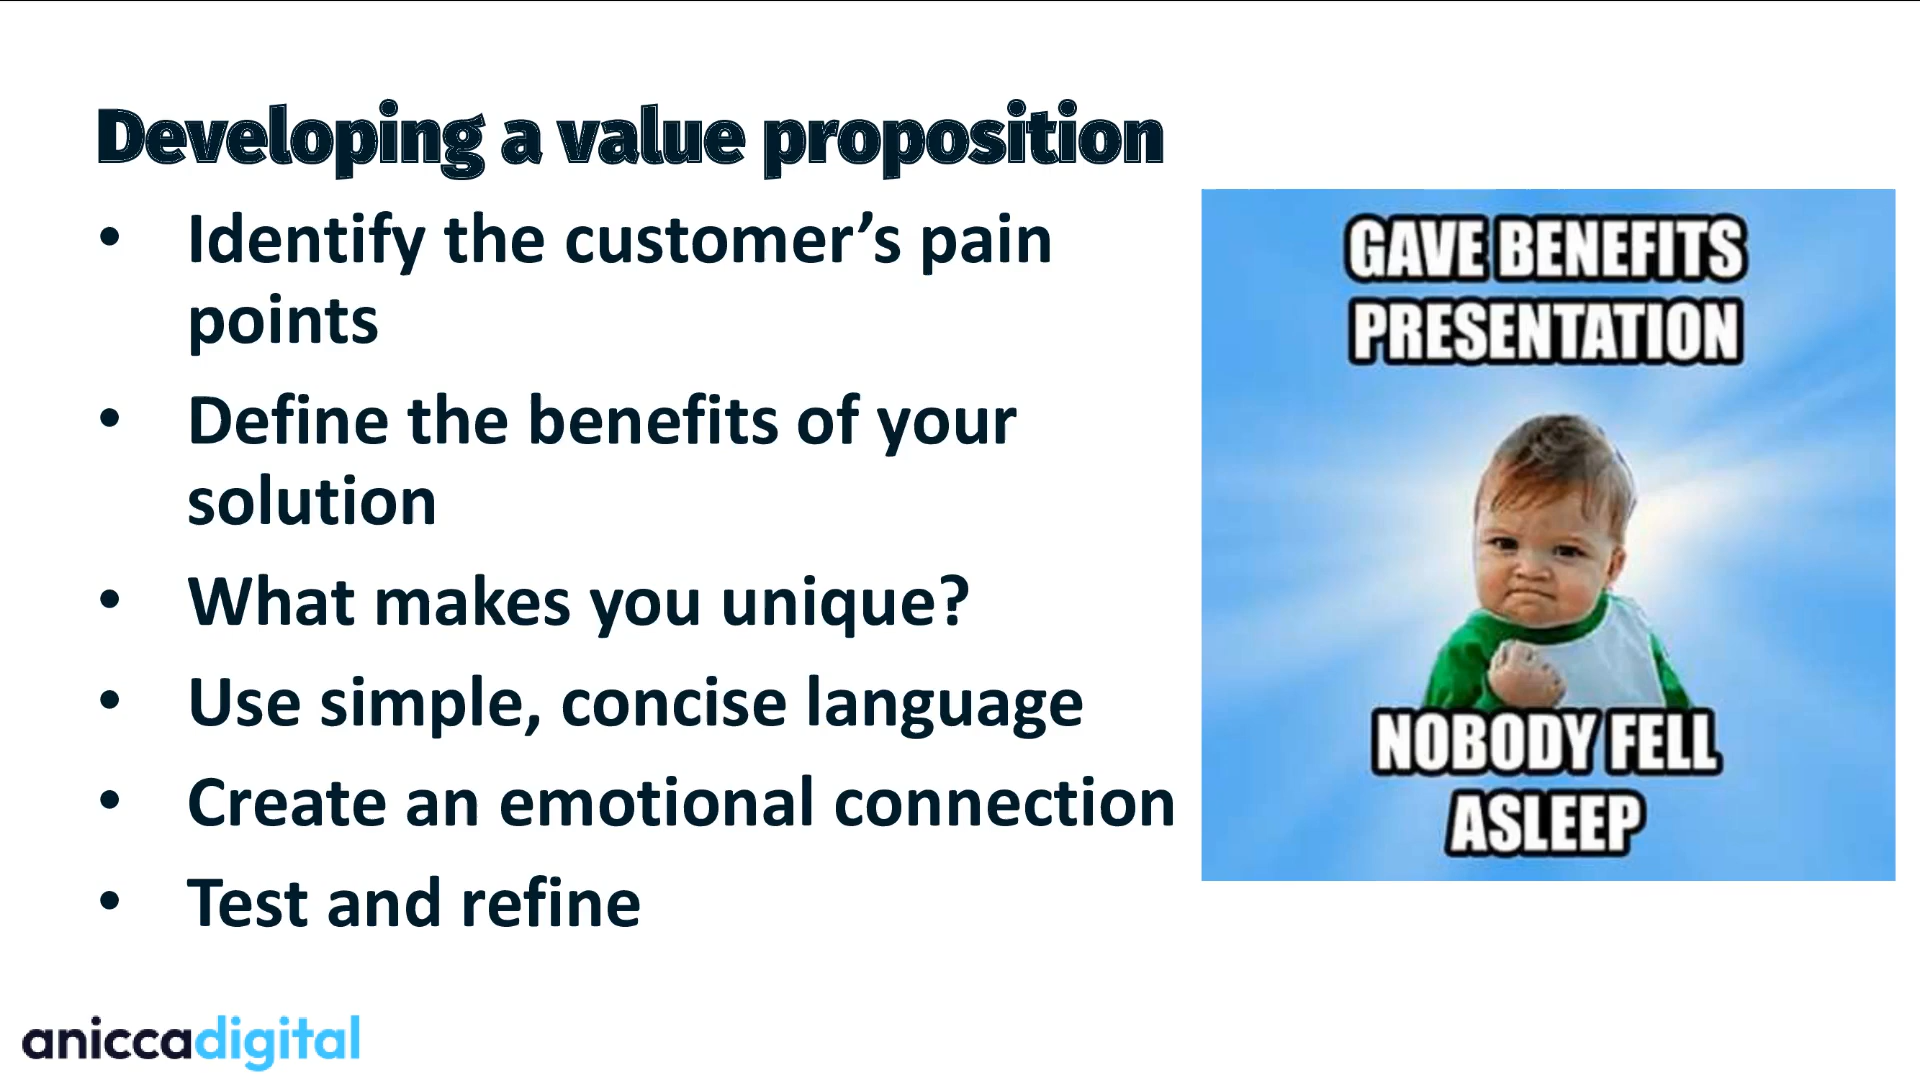 Developing a value proposition
• Identify the customer’s pain
points
• Define the benefits of your
solution
• What makes you unique?
• Use simple, concise language
• Create an emotional connection
• Test and refine
GAVE BENEFITS
PRESENTATION
NOBODY FELL
ASLEEP
aniccadigital